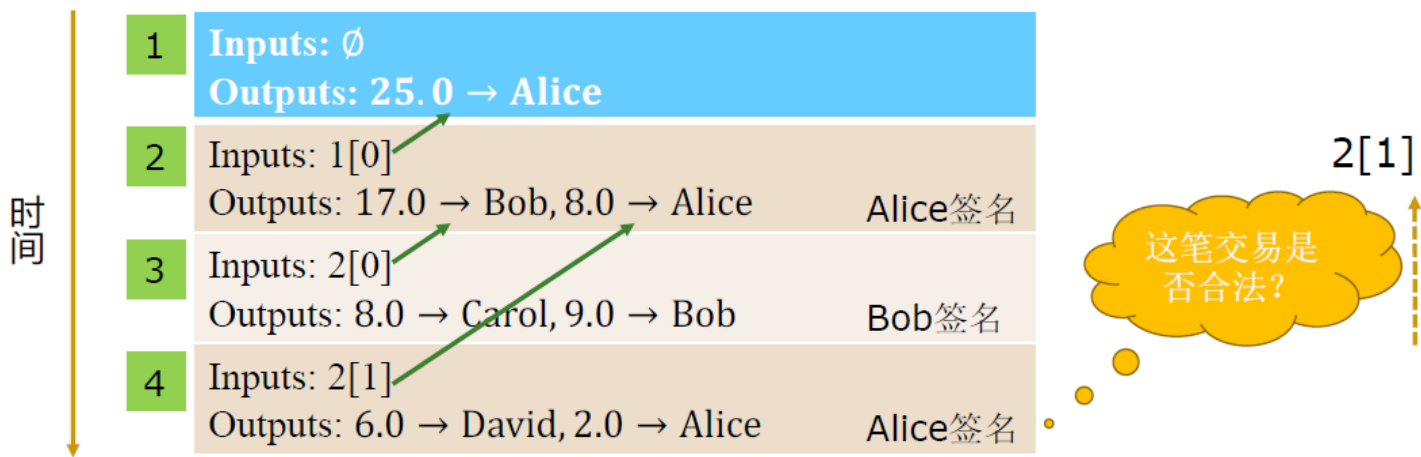 1
Inputs: ∅
Outputs: 25.0 → Alice
2
Inputs: 1[0]
Outputs: 17.0 → Bob, 8.0 → Alice
Alice签名
3
Inputs: 2[0]
Outputs: 8.0 → Carol, 9.0 → Bob
Bob签名
4
Inputs: 2[1]
Outputs: 6.0 → David, 2.0 → Alice
Alice签名
时间
2[1]
这笔交易是
否合法?